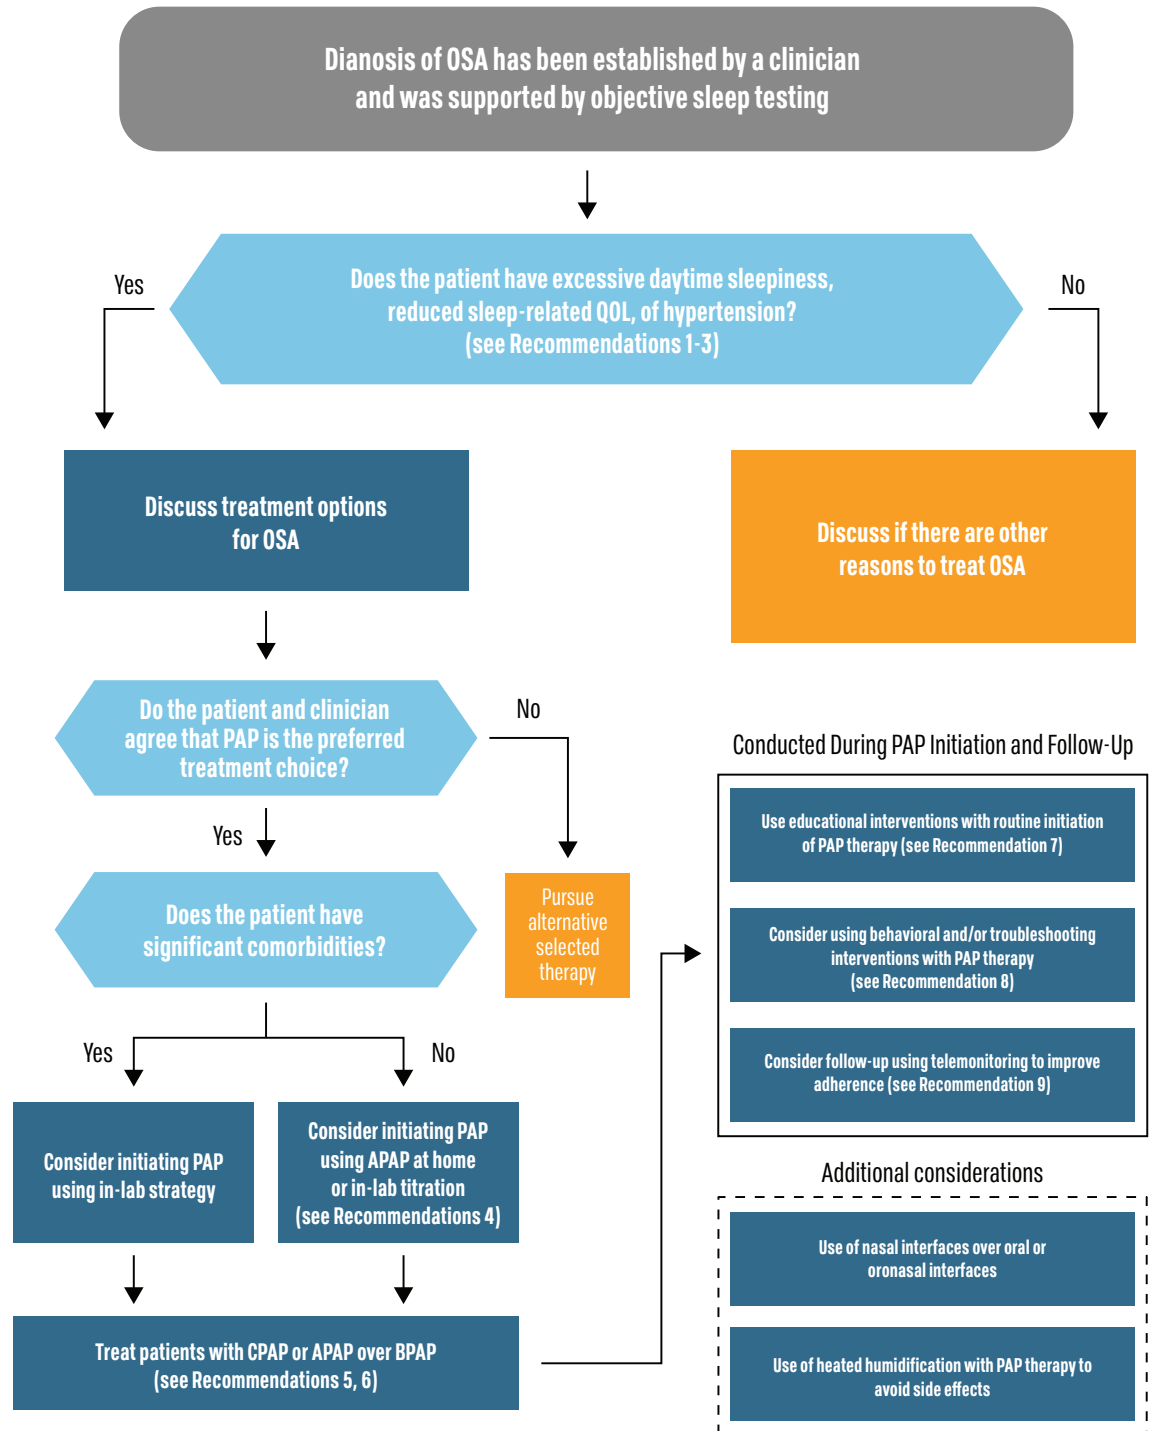 Dianosis of OSA has been established by a clinician
and was supported by objective sleep testing
Does the patient have excessive daytime sleepiness,
reduced sleep-related QOL, of hypertension?
(see Recommendations 1-3)
Yes
No
Discuss treatment options
for OSA
Discuss if there are other
reasons to treat OSA
Do the patient and clinician
agree that PAP is the preferred
treatment choice?
No
Yes
Pursue
alternative
selected
therapy
Does the patient have
significant comorbidities?
Yes
No
Consider initiating PAP
using in-lab strategy
Consider initiating PAP
using APAP at home
or in-lab titration
(see Recommendations 4)
Treat patients with CPAP or APAP over BPAP
(see Recommendations 5, 6)
Conducted During PAP Initiation and Follow-Up
Use educational interventions with routine initiation
of PAP therapy (see Recommendation 7)
Consider using behavioral and/or troubleshooting
interventions with PAP therapy
(see Recommendation 8)
Consider follow-up using telemonitoring to improve
adherence (see Recommendation 9)
Additional considerations
Use of nasal interfaces over oral or
oronasal interfaces
Use of heated humidification with PAP therapy to
avoid side effects